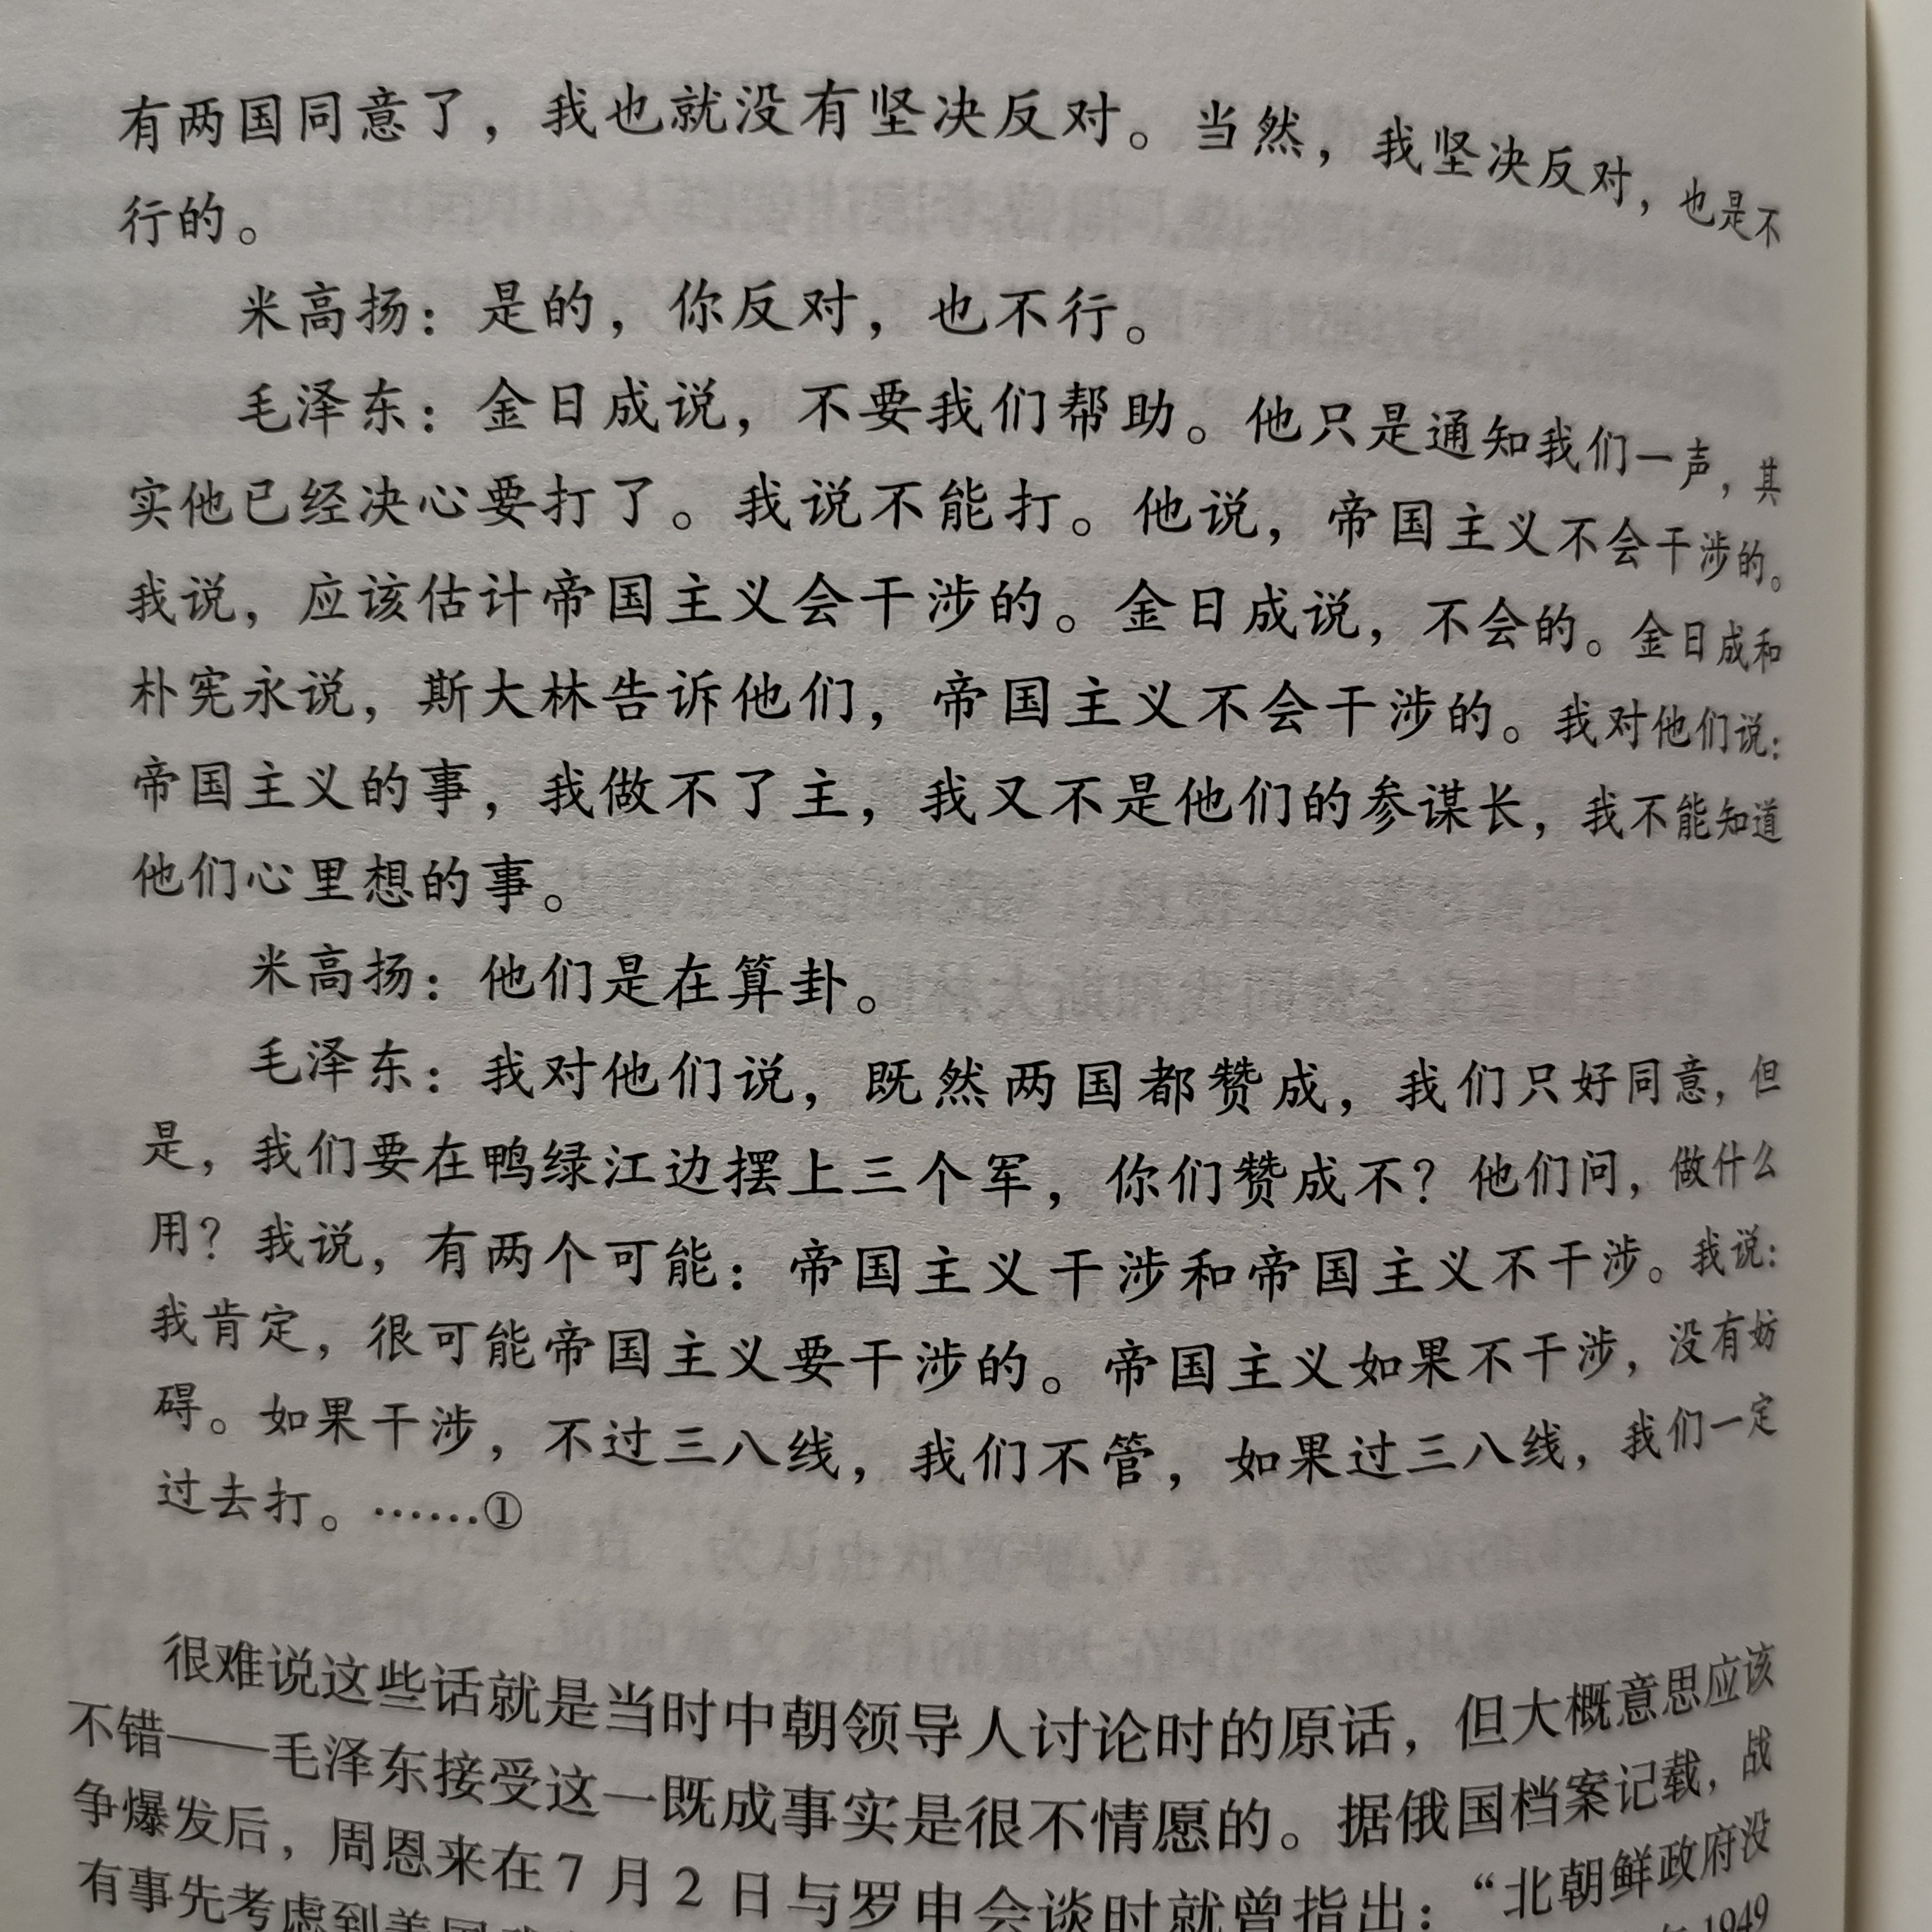 有两国同意了，我也就没有坚决反对。当然，我坚决反对，也是不
行的。
米高扬：是的，你反对，也不行。
毛泽东：金日成说，不要我们帮助。他只是通知我们一声，其
实他已经决心要打了。我说不能打。他说，帝国主义不会干涉的。
我说，应该估计帝国主义会干涉的。金日成说，不会的。金日成和
朴宪永说，斯大林告诉他们，帝国主义不会干涉的。我对他们说：
帝国主义的事，我做不了主，我又不是他们的参谋长，我不能知道
他们心里想的事。
米高扬：他们是在算卦。
毛泽东：我对他们说，既然两国都赞成，我们只好同意，但
是，我们要在鸭绿江边摆上三个军，你们赞成不？他们问，做什么
用？我说，有两个可能：帝国主义干涉和帝国主义不干涉。我说：
我肯定，很可能帝国主义要干涉的。帝国主义如果不干涉，没有妨
碍。如果干涉，不过三八线，我们不管，如果过三八线，我们一定
过去打。……①
很难说这些话就是当时中朝领导人讨论时的原话，但大概意思应该
不错——毛泽东接受这一既成事实是很不情愿的。据俄国档案记载，战
争爆发后，周恩来在7月2日与罗申会谈时就曾指出：“北朝鲜政府没
有事先考虑到美国 1949